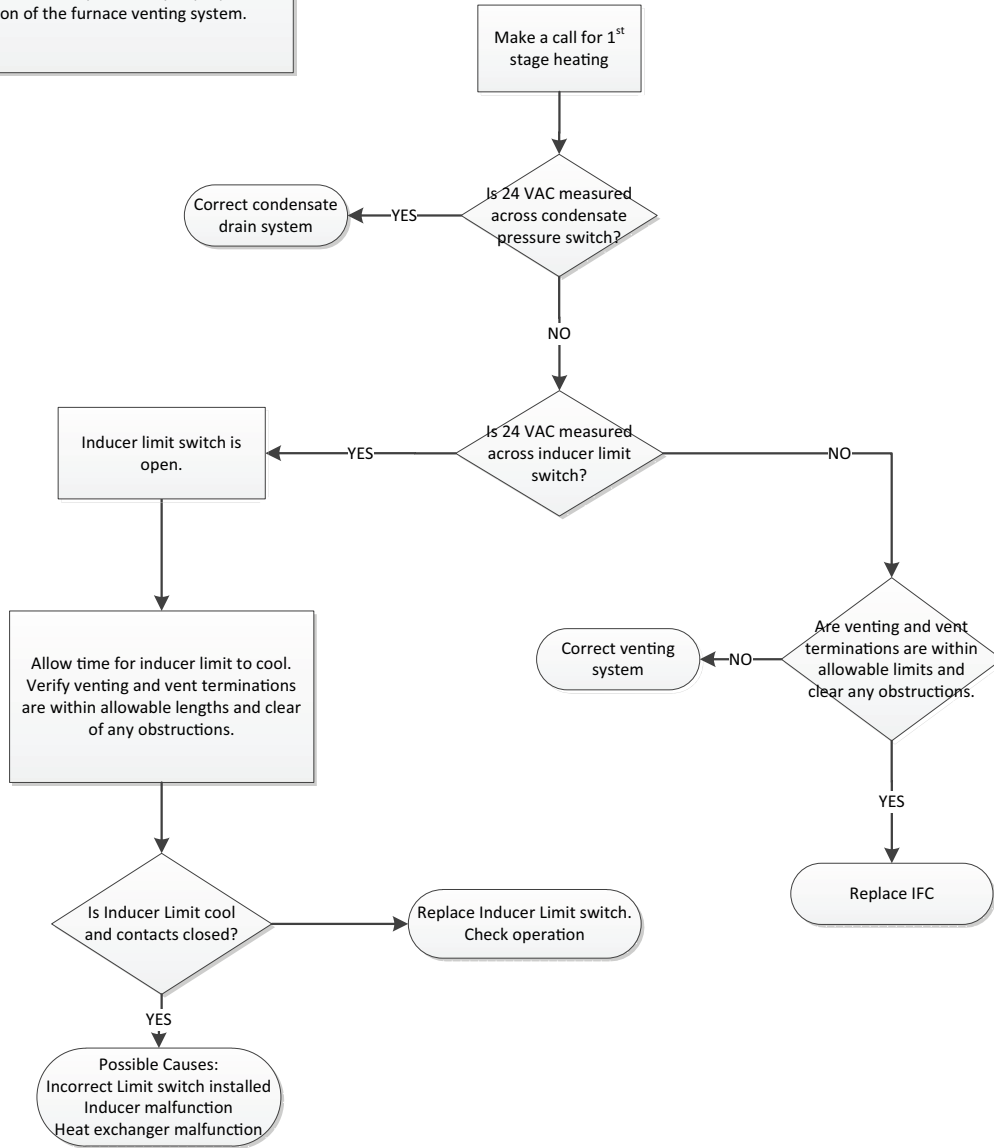 on of the furnace venting system.
Make a call for 1st
stage heating
Is 24 VAC measured
across condensate
pressure switch?
YES
Correct condensate
drain system
NO
Is 24 VAC measured
across inducer limit
switch?
YES
NO
Inducer limit switch is
open.
Allow time for inducer limit to cool.
Verify venting and vent terminations
are within allowable lengths and clear
of any obstructions.
Are venting and vent
terminations are within
allowable limits and
clear any obstructions.
NO
Correct venting
system
YES
Replace IFC
Is Inducer Limit cool
and contacts closed?
Replace Inducer Limit switch.
Check operation
YES
Possible Causes:
Incorrect Limit switch installed
Inducer malfunction
Heat exchanger malfunction